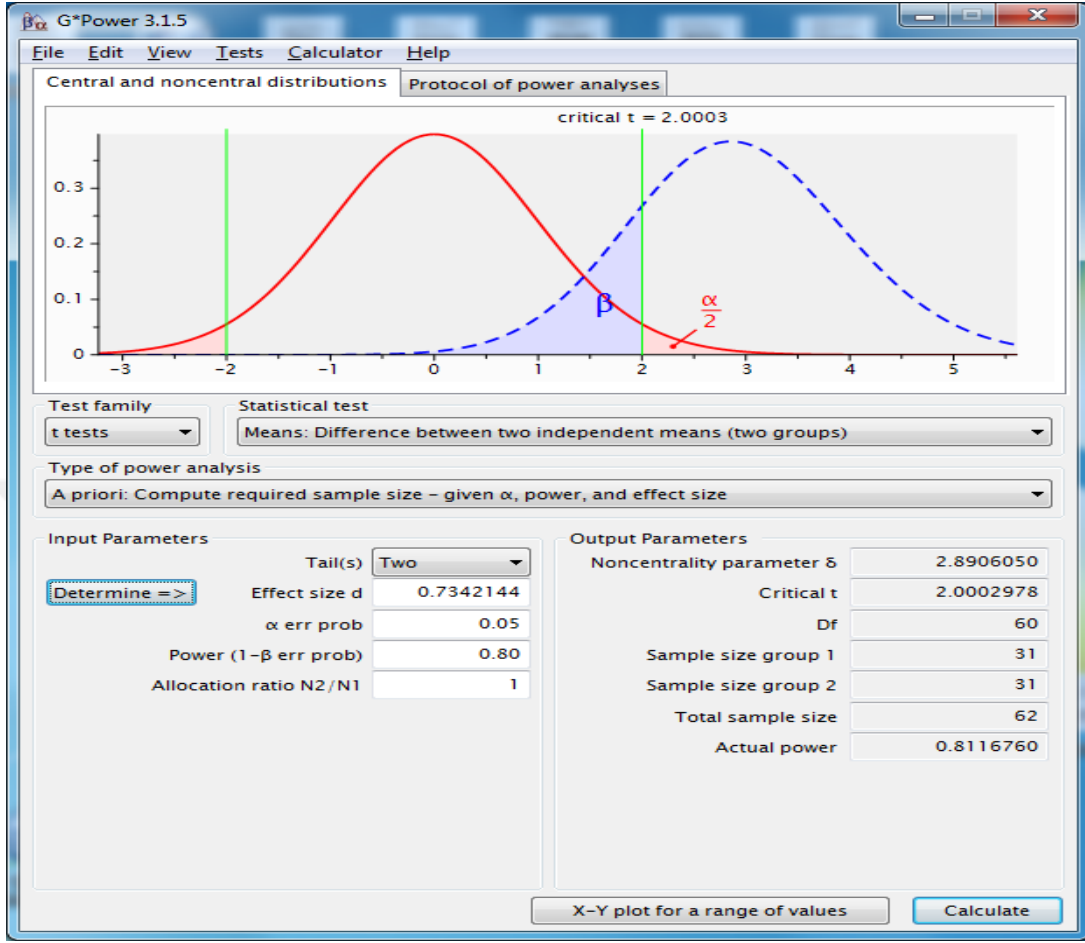 G*Power 3.1.5
File Edit View Tests Calculator Help
Central and noncentral distributions Protocol of power analyses
critical t = 2.0003
0.3
0.2
0.1
0
β
α
2
-3 -2 -1 0 1 2 3 4 5
Test family Statistical test
t tests Means: Difference between two independent means (two groups)
Type of power analysis
A priori: Compute required sample size – given α, power, and effect size
Input Parameters Output Parameters
Tail(s) Two Noncentrality parameter δ 2.8906050
Determine => Effect size d 0.7342144 Critical t 2.0002978
α err prob 0.05 Df 60
Power (1-β err prob) 0.80 Sample size group 1 31
Allocation ratio N2/N1 1 Sample size group 2 31
Total sample size 62
Actual power 0.8116760
X-Y plot for a range of values Calculate